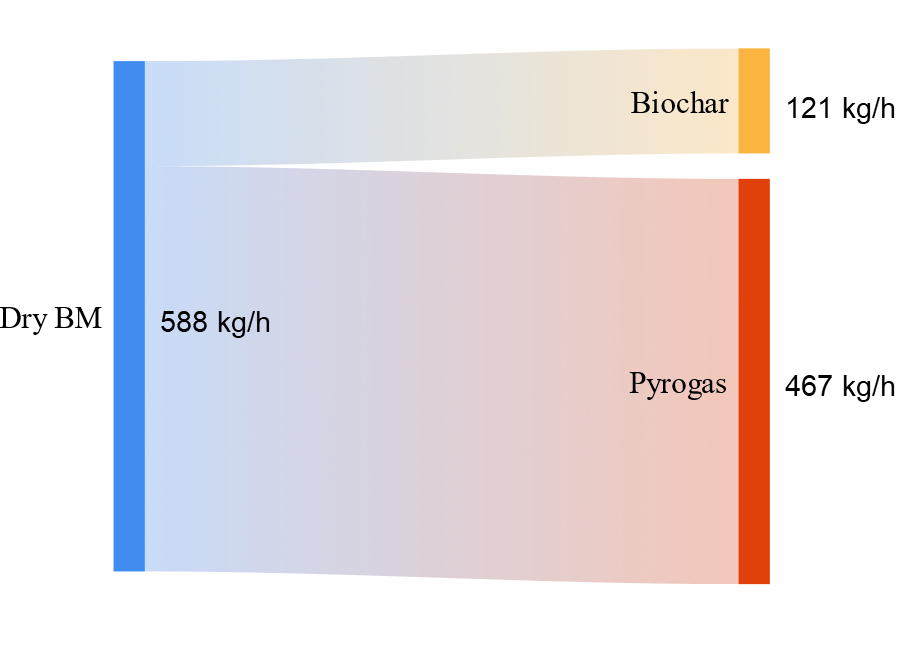 Biochar
121 kg/h
Dry BM
588 kg/h
Pyrogas
467 kg/h